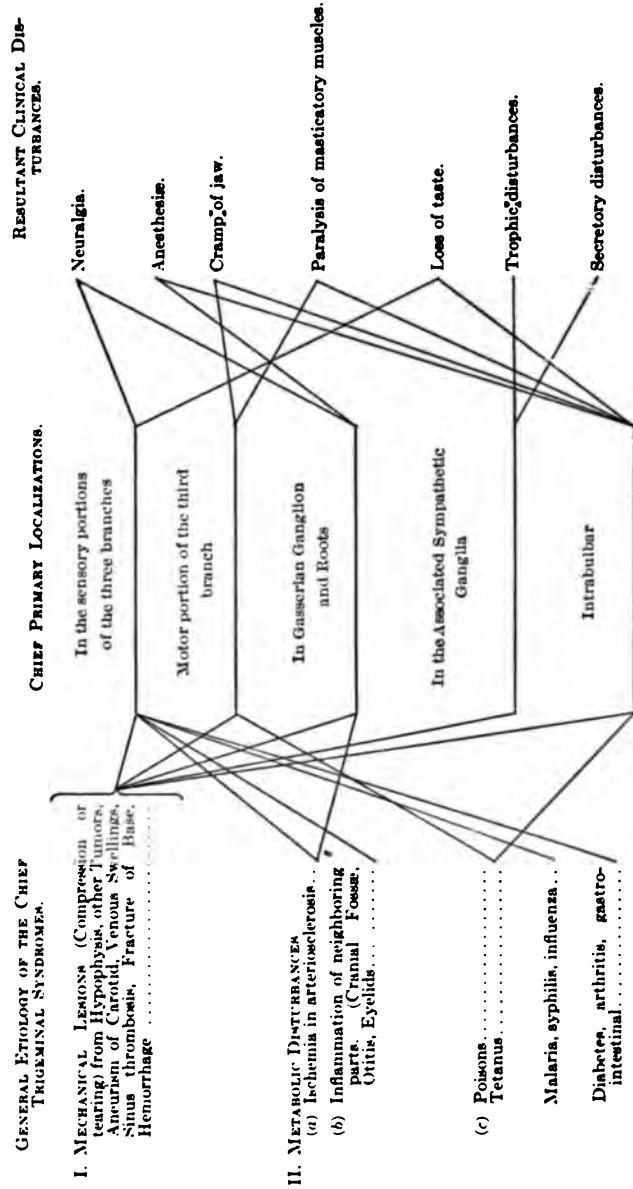 GENERAL ETIOLOGY OF THE CHIEF
TRIGEMINAL SYNDROMES.
I. MECHANICAL LESIONS (Compression or
tearing) from Hypophysis, other Tumors,
Aneurism of Carotid, Venous Swellings,
Sinus thrombosis, Fracture of Base,
Hemorrhage ....................
II. METABOLIC DISTURBANCES
(a) Ischemia in arteriosclerosis..
(b) Inflammation of neighboring
parts. (Cranial Fossæ,
Otitis, Eyelids............
(c) Poisons..................
Tetanus..................
Malaria, syphilis, influenza..
Diabetes, arthritis, gastro-
intestinal..................
CHIEF PRIMARY LOCALIZATIONS.
In the sensory portions
of the three branches
Motor portion of the third
branch
In Gasserian Ganglion
and Roots
In the Associated Sympathetic
Ganglia
Intrabulbar
RESULTANT CLINICAL DIS-
TURBANCES.
Neuralgia.
Anesthesiæ.
Cramp of jaw.
Paralysis of masticatory muscles.
Loss of taste.
Trophic disturbances.
Secretory disturbances.